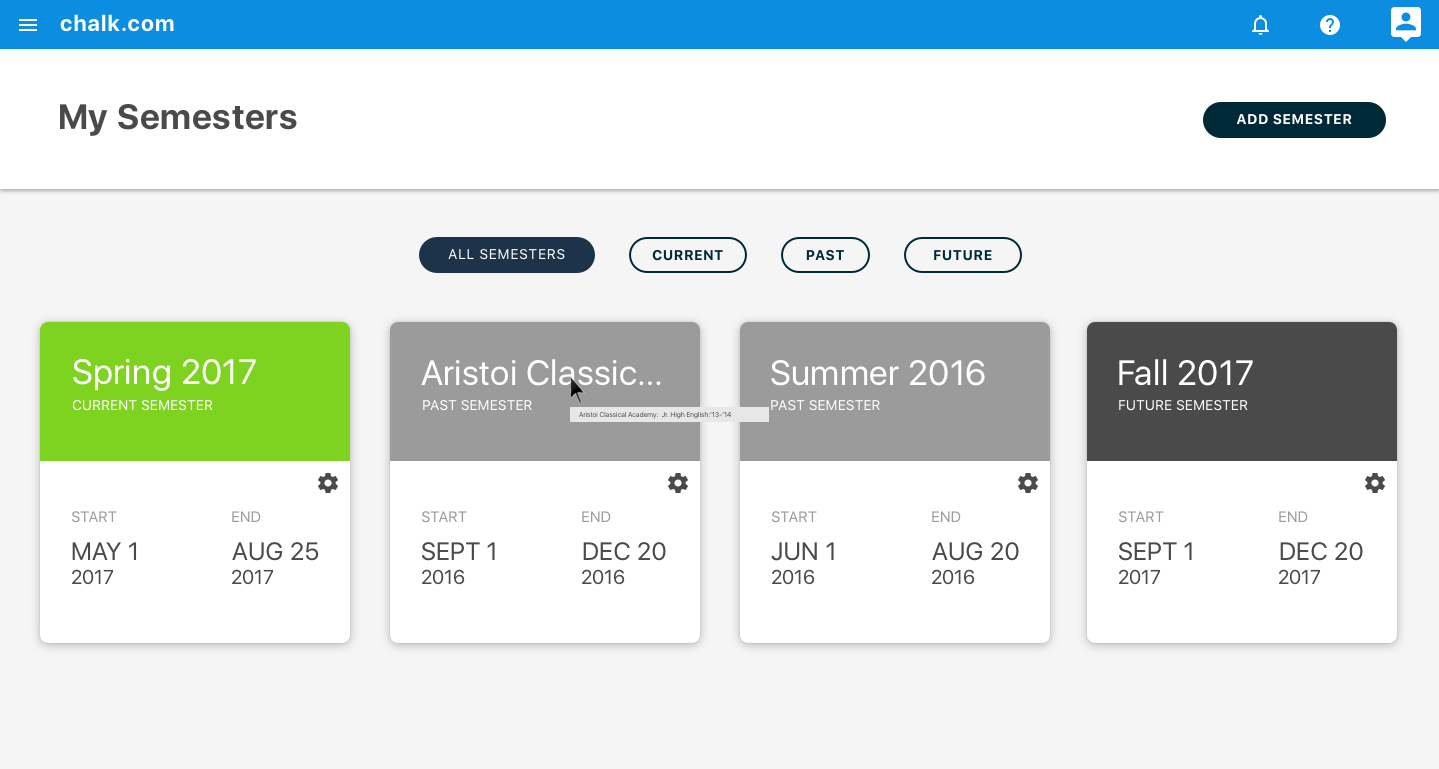 chalk.com
My Semesters
ADD SEMESTER
ALL SEMESTERS
CURRENT
PAST
FUTURE
Spring 2017
CURRENT SEMESTER
START
END
MAY 1
AUG 25
2017
2017
Aristoi Classic...
PAST SEMESTER
Aristoi Classical Academy: Jr. High English:'13-'14
START
END
SEPT 1
DEC 20
2016
2016
Summer 2016
PAST SEMESTER
START
END
JUN 1
AUG 20
2016
2016
Fall 2017
FUTURE SEMESTER
START
END
SEPT 1
DEC 20
2017
2017